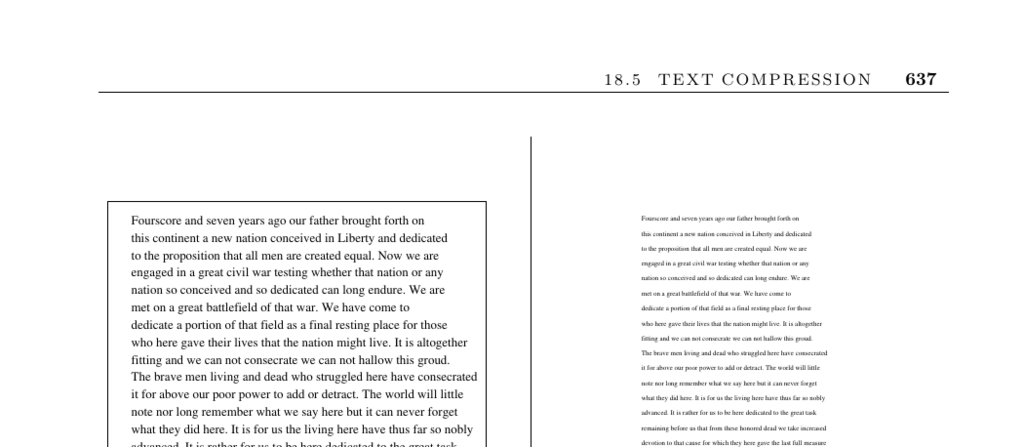 18.5 TEXT COMPRESSION 637
Fourscore and seven years ago our father brought forth on
this continent a new nation conceived in Liberty and dedicated
to the proposition that all men are created equal. Now we are
engaged in a great civil war testing whether that nation or any
nation so conceived and so dedicated can long endure. We are
met on a great battlefield of that war. We have come to
dedicate a portion of that field as a final resting place for those
who here gave their lives that the nation might live. It is altogether
fitting and we can not consecrate we can not hallow this groud.
The brave men living and dead who struggled here have consecrated
it for above our poor power to add or detract. The world will little
note nor long remember what we say here but it can never forget
what they did here. It is for us the living here have thus far so nobly
advanced. It is rather for us to be here dedicated to the great task
Fourscore and seven years ago our father brought forth on
this continent a new nation conceived in Liberty and dedicated
to the proposition that all men are created equal. Now we are
engaged in a great civil war testing whether that nation or any
nation so conceived and so dedicated can long endure. We are
met on a great battlefield of that war. We have come to
dedicate a portion of that field as a final resting place for those
who here gave their lives that the nation might live. It is altogether
fitting and we can not consecrate we can not hallow this groud.
The brave men living and dead who struggled here have consecrated
it for above our poor power to add or detract. The world will little
note nor long remember what we say here but it can never forget
what they did here. It is for us the living here have thus far so nobly
advanced. It is rather for us to be here dedicated to the great task
remaining before us that from these honored dead we take increased
devotion to that cause for which they here gave the last full measure